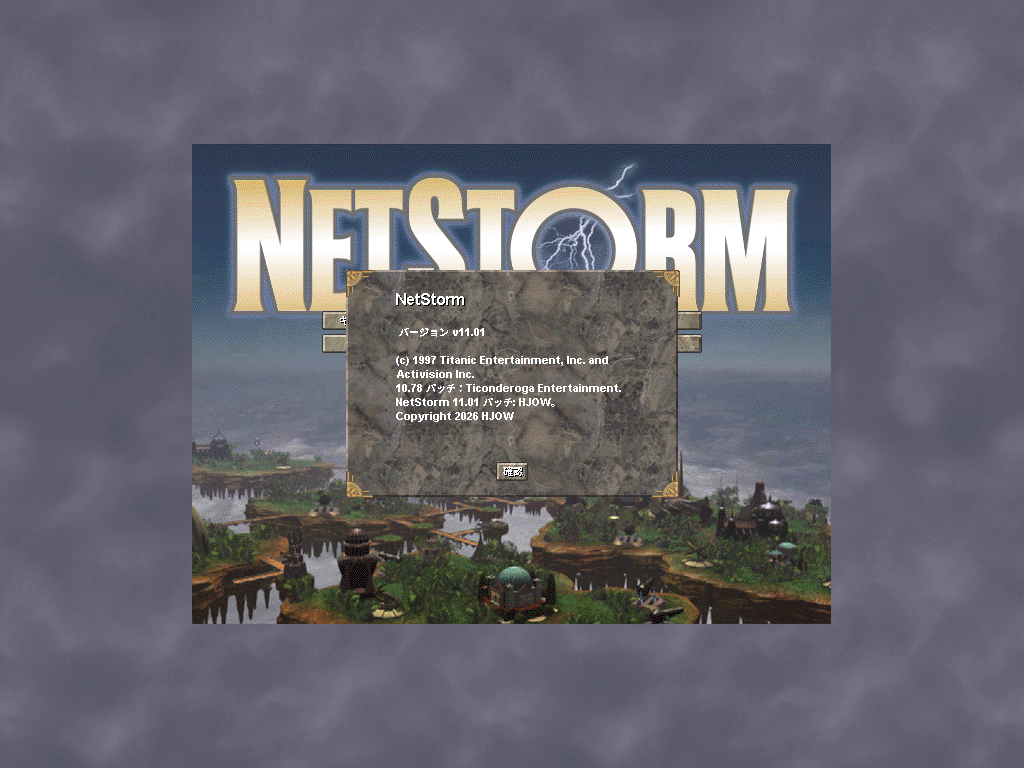 NETSTORM
NetStorm
バージョン v11.01
(c) 1997 Titanic Entertainment, Inc. and
Activision Inc.
10.78 パッチ : Ticonderoga Entertainment.
NetStorm 11.01 パッチ: HJOW。
Copyright 2026 HJOW
確認